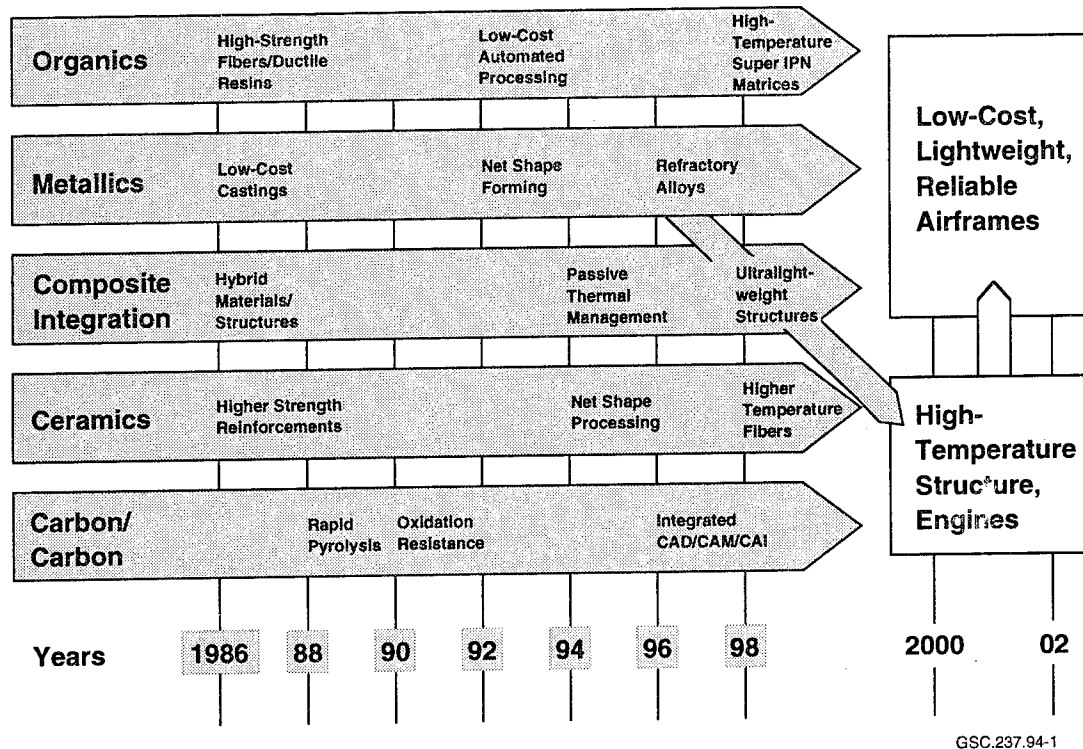 Organics
High-Strength
Fibers/Ductile
Resins
Low-Cost
Automated
Processing
High-
Temperature
Super IPN
Matrices
Metallics
Low-Cost
Castings
Net Shape
Forming
Refractory
Alloys
Composite
Integration
Hybrid
Materials/
Structures
Passive
Thermal
Management
Ultralight-
weight
Structures
Ceramics
Higher Strength
Reinforcements
Net Shape
Processing
Higher
Temperature
Fibers
Carbon/
Carbon
Rapid
Pyrolysis
Oxidation
Resistance
Integrated
CAD/CAM/CAI
Low-Cost,
Lightweight,
Reliable
Airframes
High-
Temperature
Structure,
Engines
Years 1986 88 90 92 94 96 98 2000 02
GSC.237.94-1